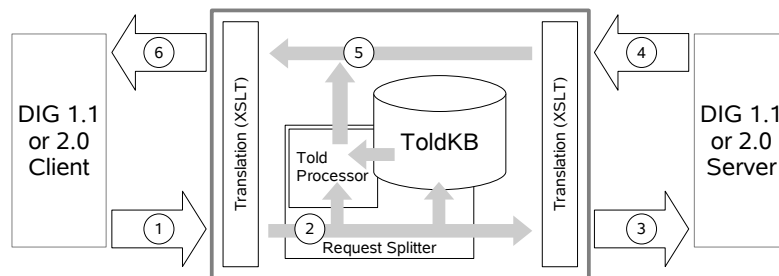 6
5
4
DIG 1.1
or 2.0
Client
Translation (XSLT)
ToldKB
Told
Processor
Translation (XSLT)
DIG 1.1
or 2.0
Server
1
2
3
Request Splitter